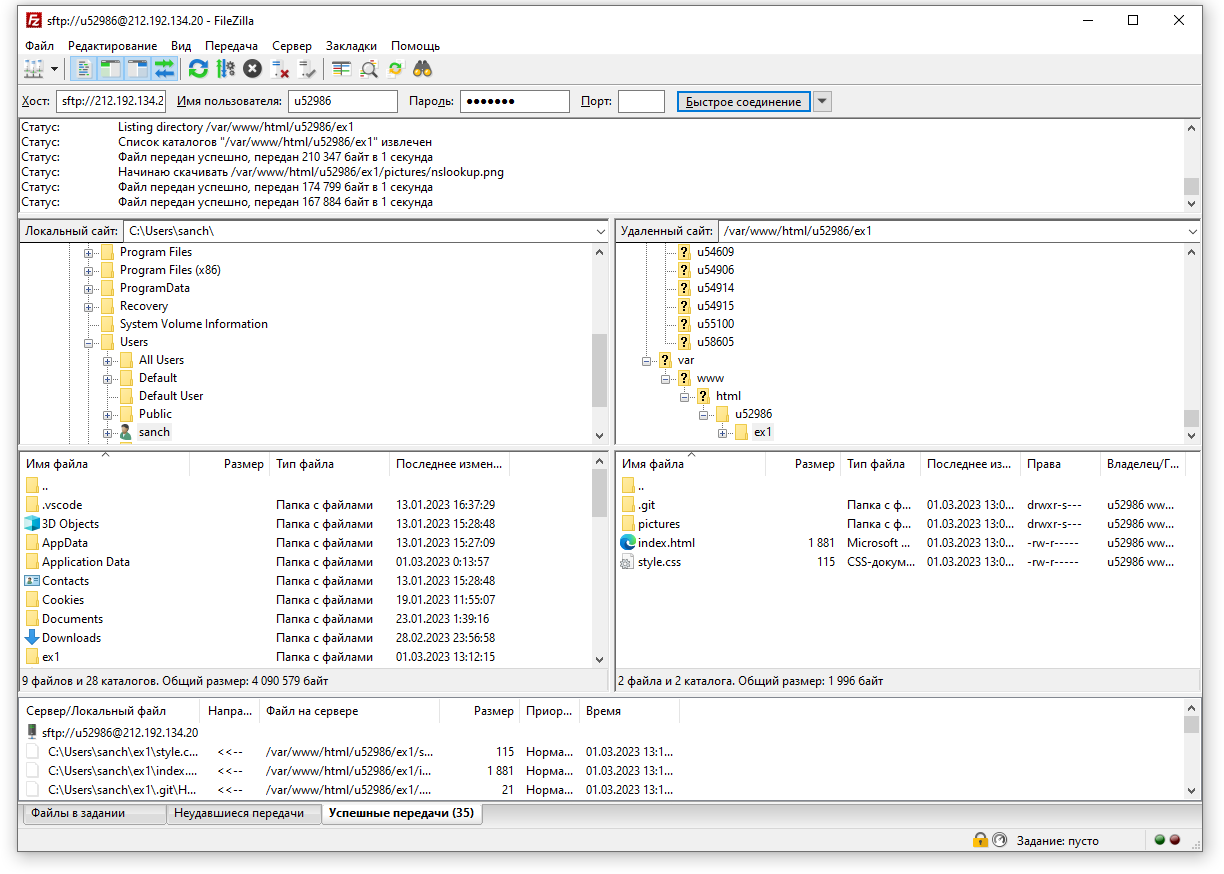 sftp://u52986@212.192.134.20 - FileZilla
Файл Редактирование Вид Передача Сервер Закладки Помощь
Хост: sftp://212.192.134.2 Имя пользователя: u52986 Пароль: ●●●●●●● Порт: Быстрое соединение
Статус: Listing directory /var/www/html/u52986/ex1
Статус: Список каталогов "/var/www/html/u52986/ex1" извлечен
Статус: Файл передан успешно, передан 210 347 байт в 1 секунда
Статус: Начинаю скачивать /var/www/html/u52986/ex1/pictures/nslookup.png
Статус: Файл передан успешно, передан 174 799 байт в 1 секунда
Статус: Файл передан успешно, передан 167 884 байт в 1 секунда
Локальный сайт: C:\Users\sanch\
Program Files
Program Files (x86)
ProgramData
Recovery
System Volume Information
Users
All Users
Default
Default User
Public
sanch
Удаленный сайт: /var/www/html/u52986/ex1
? u54609
? u54906
? u54914
? u54915
? u55100
? u58605
? var
? www
? html
u52986
ex1
Имя файла Размер Тип файла Последнее измен...
..
.vscode Папка с файлами 13.01.2023 16:37:29
3D Objects Папка с файлами 13.01.2023 15:28:48
AppData Папка с файлами 13.01.2023 15:27:09
Application Data Папка с файлами 01.03.2023 0:13:57
Contacts Папка с файлами 13.01.2023 15:28:48
Cookies Папка с файлами 19.01.2023 11:55:07
Documents Папка с файлами 23.01.2023 1:39:16
Downloads Папка с файлами 28.02.2023 23:56:58
ex1 Папка с файлами 01.03.2023 13:12:15
9 файлов и 28 каталогов. Общий размер: 4 090 579 байт
Имя файла Размер Тип файла Последнее из... Права Владелец/Г...
..
.git Папка с ф... 01.03.2023 13:0... drwxr-s--- u52986 ww...
pictures Папка с ф... 01.03.2023 13:0... drwxr-s--- u52986 ww...
index.html 1 881 Microsoft ... 01.03.2023 13:0... -rw-r----- u52986 ww...
style.css 115 CSS-докум... 01.03.2023 13:0... -rw-r----- u52986 ww...
2 файла и 2 каталога. Общий размер: 1 996 байт
Сервер/Локальный файл Напра... Файл на сервере Размер Приор... Время
sftp://u52986@212.192.134.20
C:\Users\sanch\ex1\style.c... <<-- /var/www/html/u52986/ex1/s... 115 Норма... 01.03.2023 13:1...
C:\Users\sanch\ex1\index.... <<-- /var/www/html/u52986/ex1/i... 1 881 Норма... 01.03.2023 13:1...
C:\Users\sanch\ex1\.git\H... <<-- /var/www/html/u52986/ex1/.... 21 Норма... 01.03.2023 13:1...
Файлы в задании Неудавшиеся передачи Успешные передачи (35)
Задание: пусто